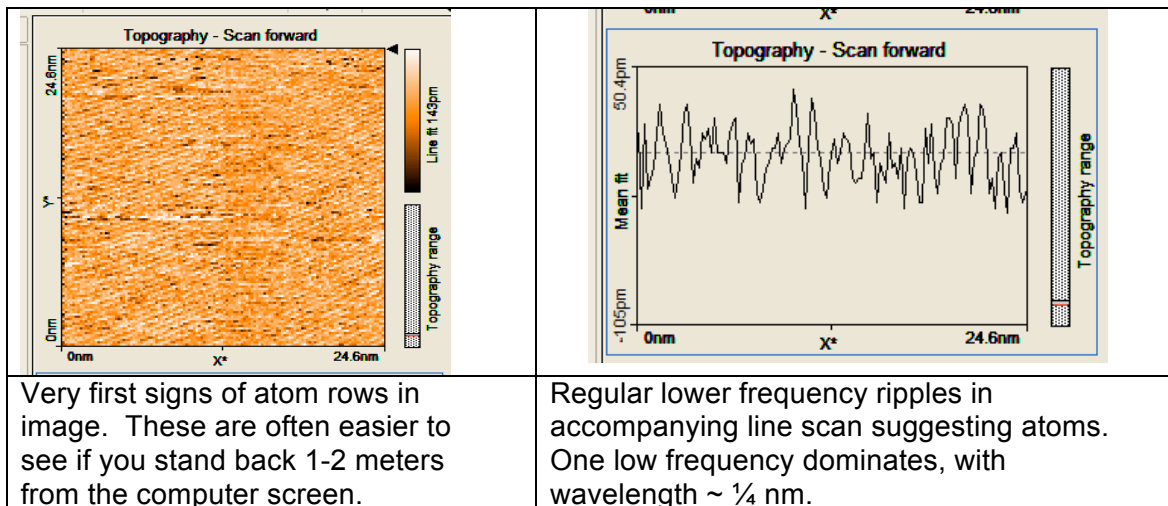 X*
24.6nm
Topography - Scan forward
24.6nm
Y*
0nm
0nm
X*
24.6nm
Line fit 143pm
Topography range
Topography - Scan forward
50.4pm
Mean fit
-105pm
0nm
X*
24.6nm
Topography range
Very first signs of atom rows in
image. These are often easier to
see if you stand back 1-2 meters
from the computer screen.
Regular lower frequency ripples in
accompanying line scan suggesting atoms.
One low frequency dominates, with
wavelength ~ ¼ nm.